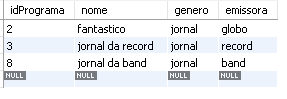 idPrograma nome genero emissora
2 fantastico jornal globo
3 jornal da record jornal record
8 jornal da band jornal band
NULL NULL NULL NULL